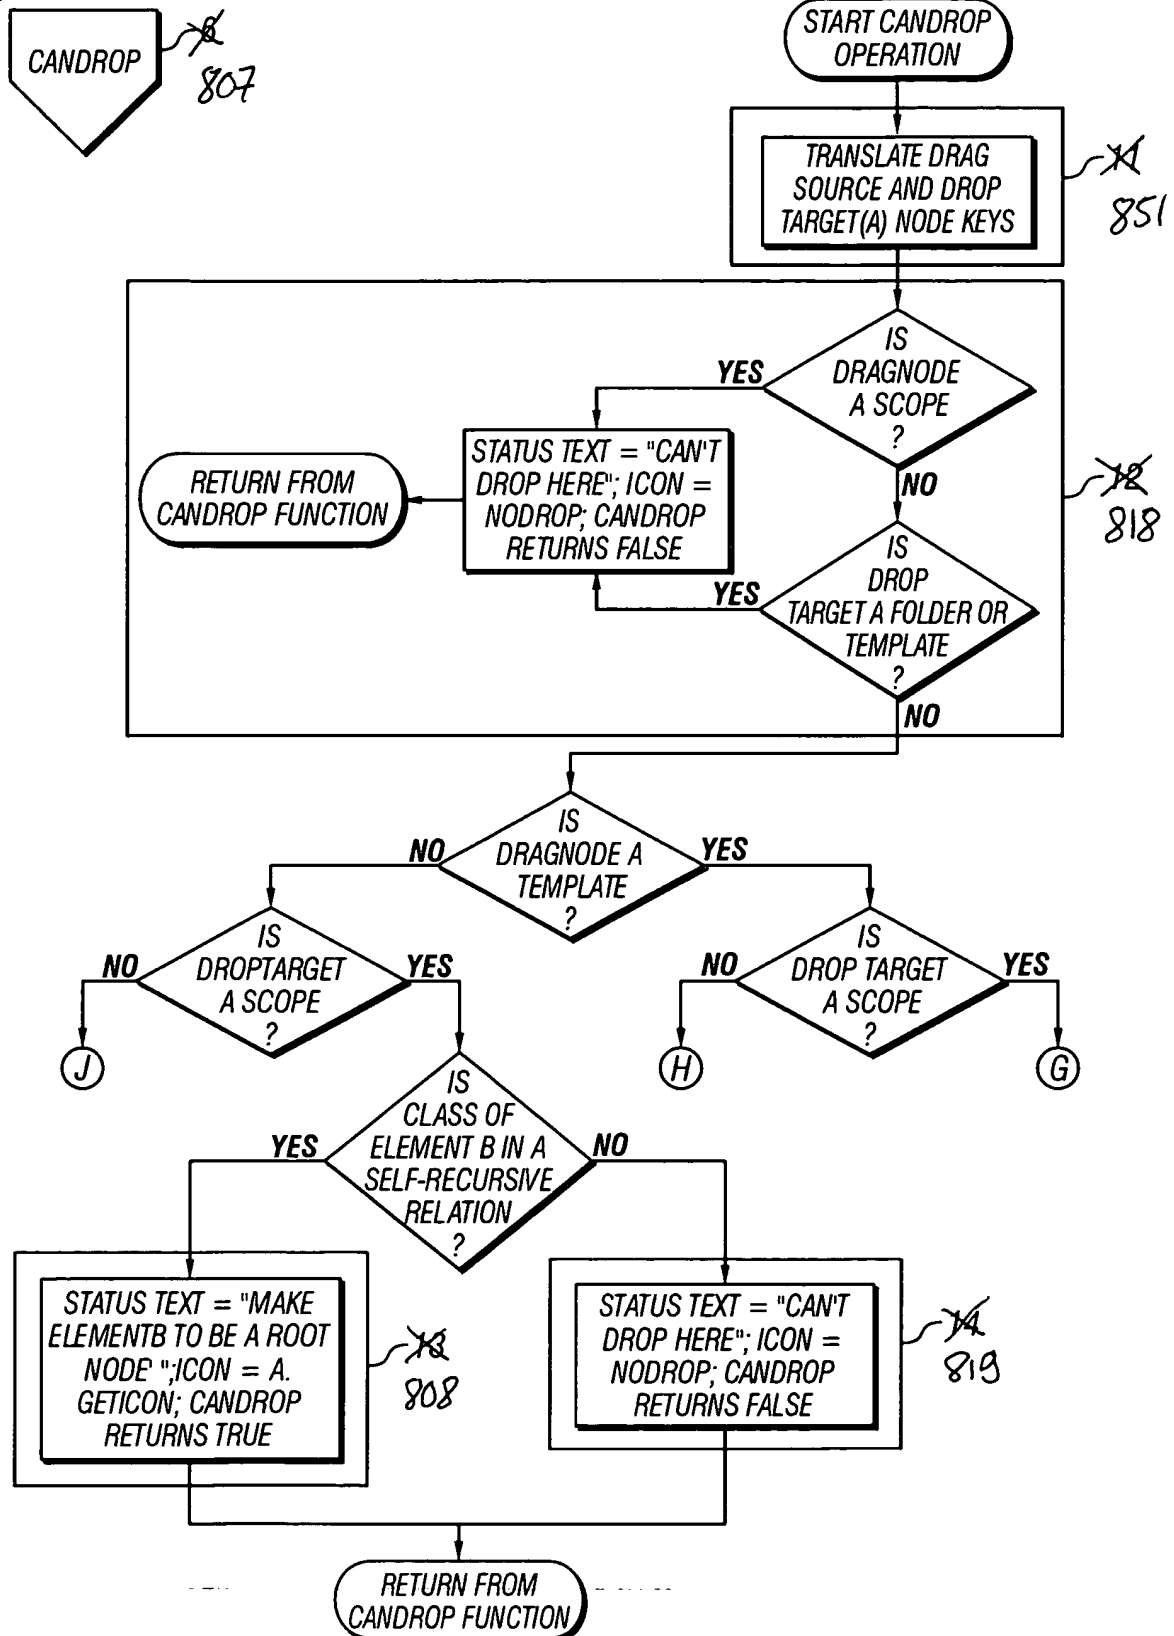 CANDROP
6
807
START CANDROP
OPERATION
TRANSLATE DRAG
SOURCE AND DROP
TARGET(A) NODE KEYS
11
851
IS
DRAGNODE
A SCOPE
?
YES
NO
STATUS TEXT = "CAN'T
DROP HERE"; ICON =
NODROP; CANDROP
RETURNS FALSE
RETURN FROM
CANDROP FUNCTION
12
818
IS
DROP
TARGET A FOLDER OR
TEMPLATE
?
YES
NO
IS
DRAGNODE A
TEMPLATE
?
NO
YES
IS
DROPTARGET
A SCOPE
?
NO
YES
IS
DROP TARGET
A SCOPE
?
NO
YES
J
H
G
IS
CLASS OF
ELEMENT B IN A
SELF-RECURSIVE
RELATION
?
YES
NO
STATUS TEXT = "MAKE
ELEMENTB TO BE A ROOT
NODE ";ICON = A.
GETICON; CANDROP
RETURNS TRUE
13
808
STATUS TEXT = "CAN'T
DROP HERE"; ICON =
NODROP; CANDROP
RETURNS FALSE
14
819
RETURN FROM
CANDROP FUNCTION